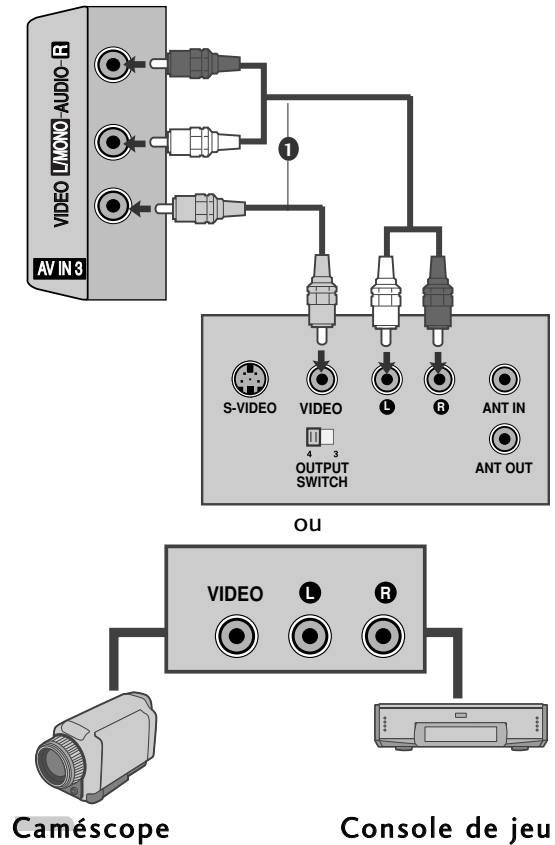 VIDEO L/MONO-AUDIO-R
AV IN 3
1
S-VIDEO
VIDEO
L
R
ANT IN
4 3
OUTPUT
SWITCH
ANT OUT
ou
VIDEO
L
R
Caméscope
Console de jeu